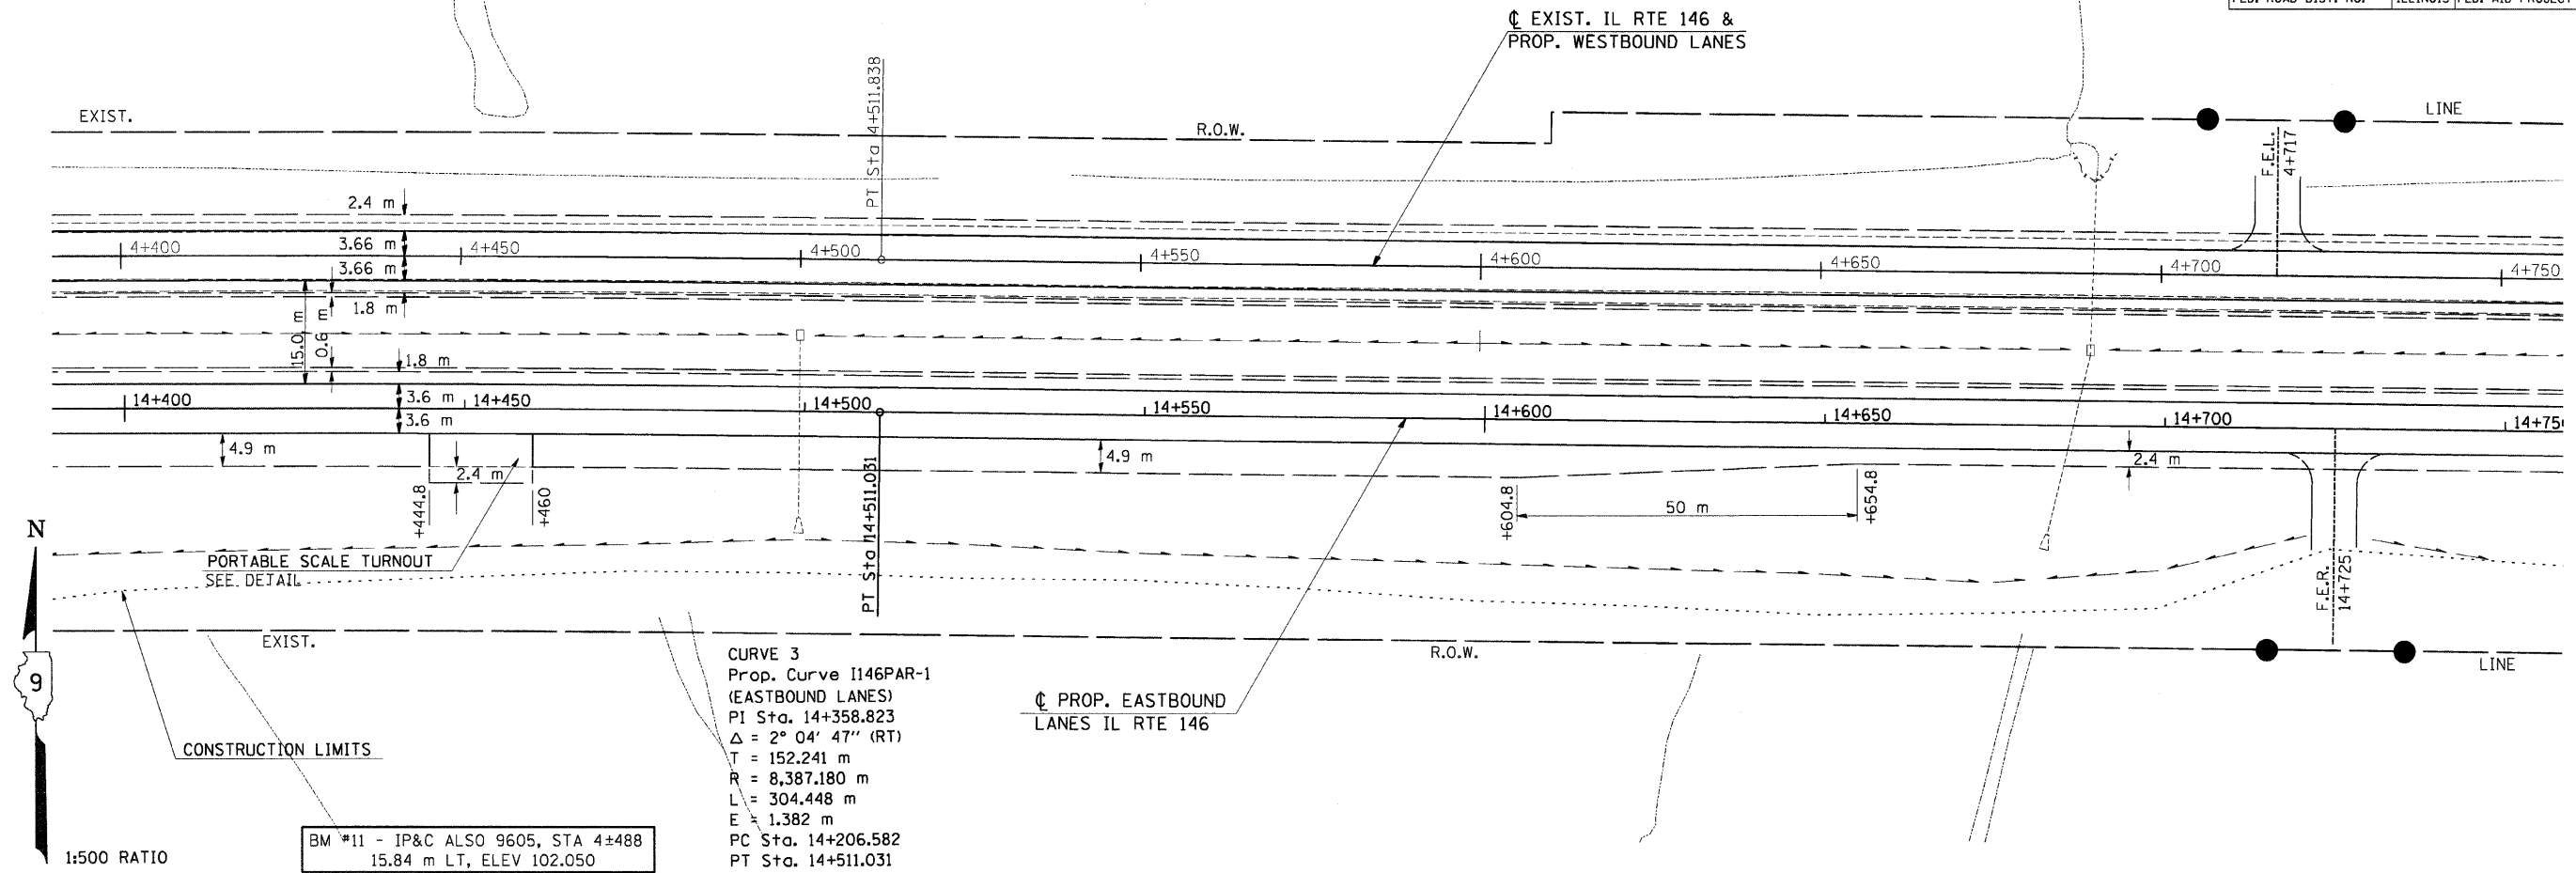 ℄ EXIST. IL RTE 146 &
PROP. WESTBOUND LANES
PT Sta 4+511.838
EXIST.
R.O.W.
LINE
F.E.L.
4+717
2.4 m
3.66 m
4+400
4+450
4+500
4+550
4+600
4+650
4+700
4+750
3.66 m
1.8 m
15.0 m
0.6 m
1.8 m
14+400
3.6 m
14+450
14+500
14+550
14+600
14+650
14+700
3.6 m
4.9 m
4.9 m
2.4 m
2.4 m
+444.8
+460
PT Sta 14+511.031
+604.8
50 m
+654.8
N
PORTABLE SCALE TURNOUT
SEE DETAIL
F.E.R.
14+725
EXIST.
R.O.W.
LINE
9
CURVE 3
Prop. Curve I146PAR-1
(EASTBOUND LANES)
PI Sta. 14+358.823
△ = 2° 04' 47'' (RT)
T = 152.241 m
R = 8,387.180 m
L = 304.448 m
E = 1.382 m
PC Sta. 14+206.582
PT Sta. 14+511.031
℄ PROP. EASTBOUND
LANES IL RTE 146
CONSTRUCTION LIMITS
BM #11 - IP&C ALSO 9605, STA 4±488
15.84 m LT, ELEV 102.050
1:500 RATIO